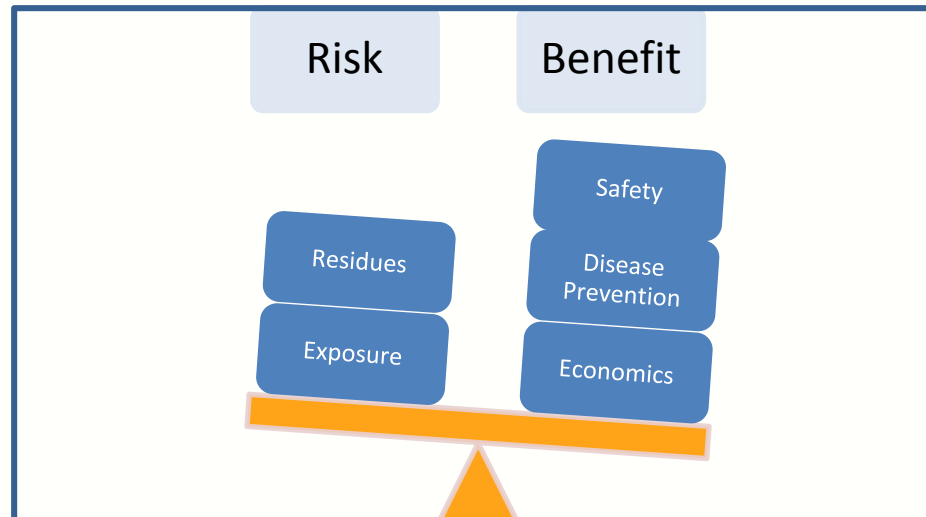 Risk
Benefit
Safety
Residues
Disease
Prevention
Exposure
Economics